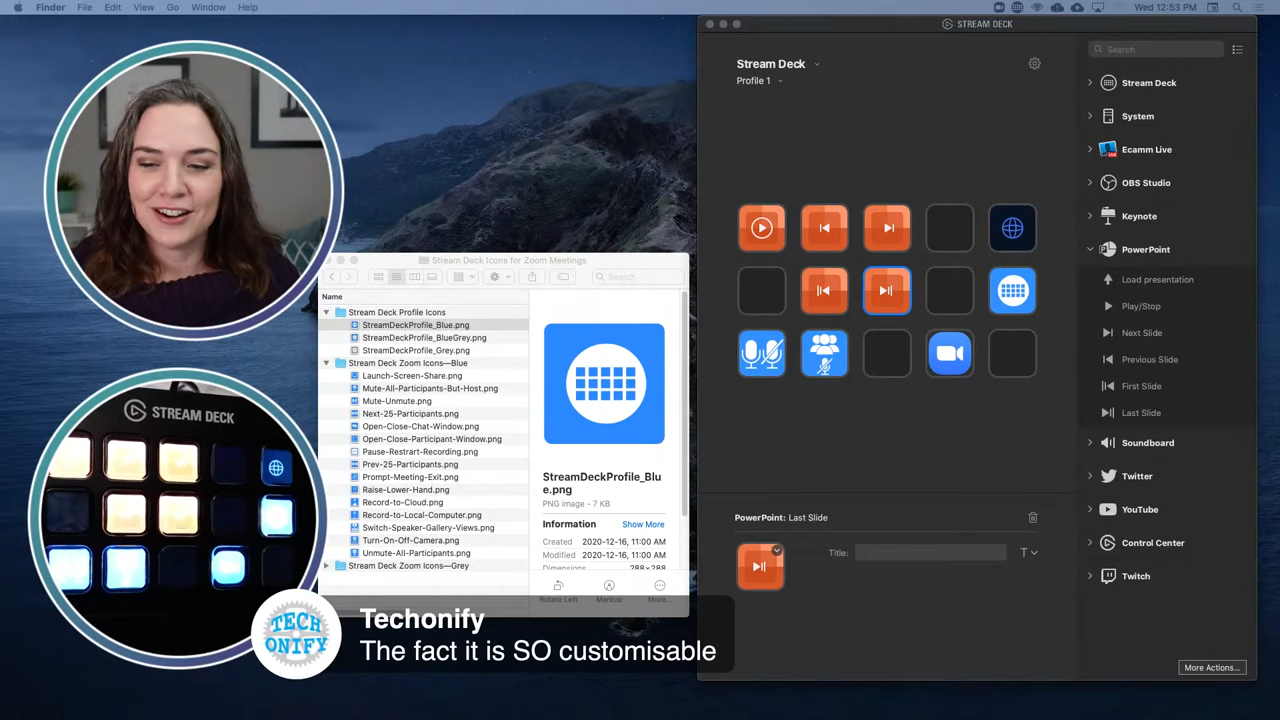 Finder File Edit View Go Window Help
Wed 12:53 PM
STREAM DECK
Stream Deck
Profile 1
Search
Stream Deck
System
Ecamm Live
OBS Studio
Keynote
PowerPoint
Load presentation
Play/Stop
Next Slide
Previous Slide
First Slide
Last Slide
Soundboard
Twitter
YouTube
Control Center
Twitch
More Actions...
PowerPoint: Last Slide
Title:
T
Stream Deck Icons for Zoom Meetings
Search
Name
Stream Deck Profile Icons
StreamDeckProfile_Blue.png
StreamDeckProfile_BlueGrey.png
StreamDeckProfile_Grey.png
Stream Deck Zoom Icons—Blue
Launch-Screen-Share.png
Mute-All-Participants-But-Host.png
Mute-Unmute.png
Next-25-Participants.png
Open-Close-Chat-Window.png
Open-Close-Participant-Window.png
Pause-Restrart-Recording.png
Prev-25-Participants.png
Prompt-Meeting-Exit.png
Raise-Lower-Hand.png
Record-to-Cloud.png
Record-to-Local-Computer.png
Switch-Speaker-Gallery-Views.png
Turn-On-Off-Camera.png
Unmute-All-Participants.png
Stream Deck Zoom Icons—Grey
StreamDeckProfile_Blu
e.png
PNG image - 7 KB
Information Show More
Created 2020-12-16, 11:00 AM
Modified 2020-12-16, 11:00 AM
Dimensions 288×288
Rotate Left Markup More...
STREAM DECK
TECH
ONIFY
Techonify
The fact it is SO customisable